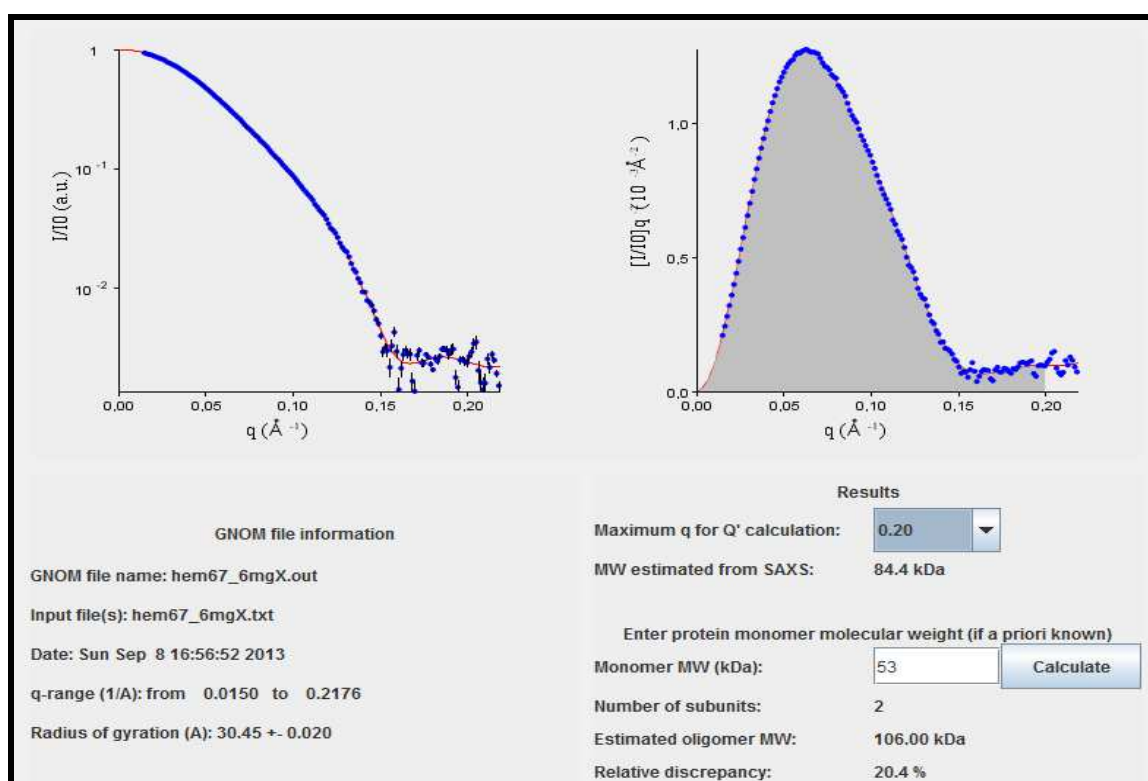 1
10 -1
10 -2
I/I0 (a.u.)
0.00
0.05
0.10
0.15
0.20
q (Å -1)
1,0
0,5
0,0
[I/I0]q
0.00
0.05
0.10
0.15
0.20
q (Å -1)
GNOM file information
GNOM file name: hem67_6mgX.out
Input file(s): hem67_6mgX.txt
Date: Sun Sep 8 16:56:52 2013
q-range (1/A): from 0.0150 to 0.2176
Radius of gyration (A): 30.45 +- 0.020
Results
Maximum q for Q' calculation: 0.20
MW estimated from SAXS: 84.4 kDa
Enter protein monomer molecular weight (if a priori known)
Monomer MW (kDa): 53 Calculate
Number of subunits: 2
Estimated oligomer MW: 106.00 kDa
Relative discrepancy: 20.4 %